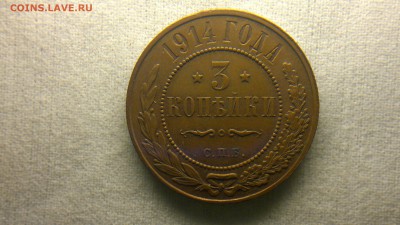 COINS.LAVE.RU
1914 ГОДА
★ 3 ★
КОПѢЙКИ
С.П.Б.